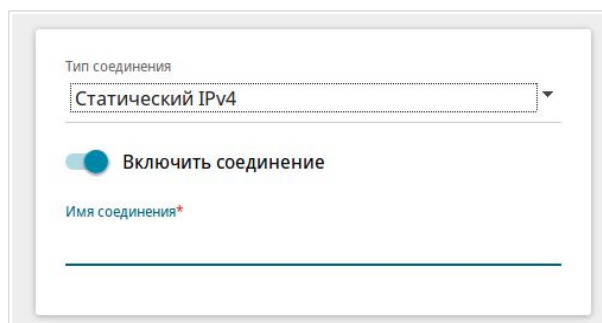 Тип соединения
Статический IPv4
Включить соединение
Имя соединения*